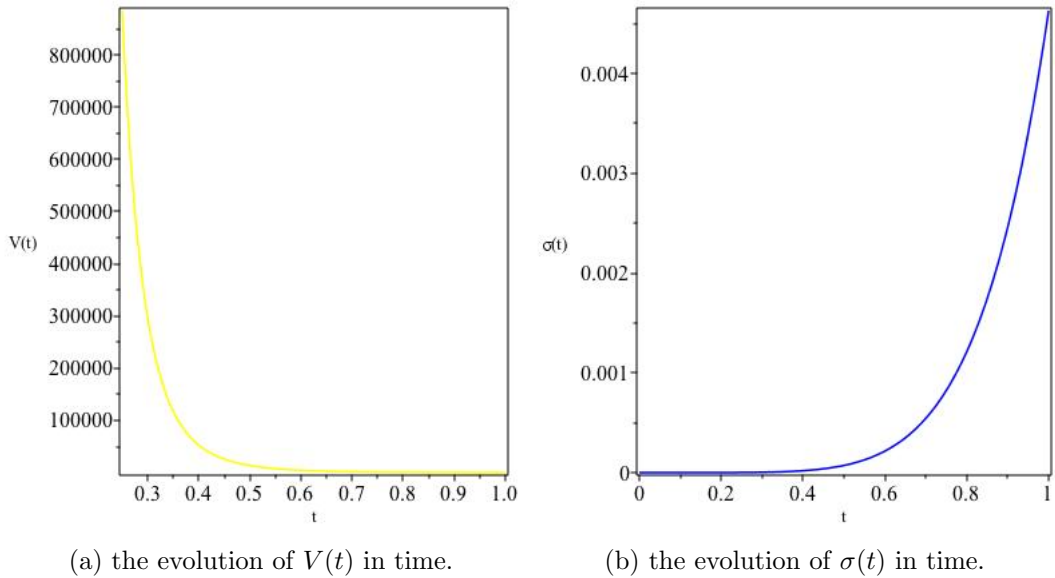 800000
700000
600000
500000
V(t)
400000
300000
200000
100000
0.3 0.4 0.5 0.6 0.7 0.8 0.9 1.0
t
(a) the evolution of V(t) in time.
0.004
0.003
σ(t)
0.002
0.001
0
0 0.2 0.4 0.6 0.8 1
t
(b) the evolution of σ(t) in time.